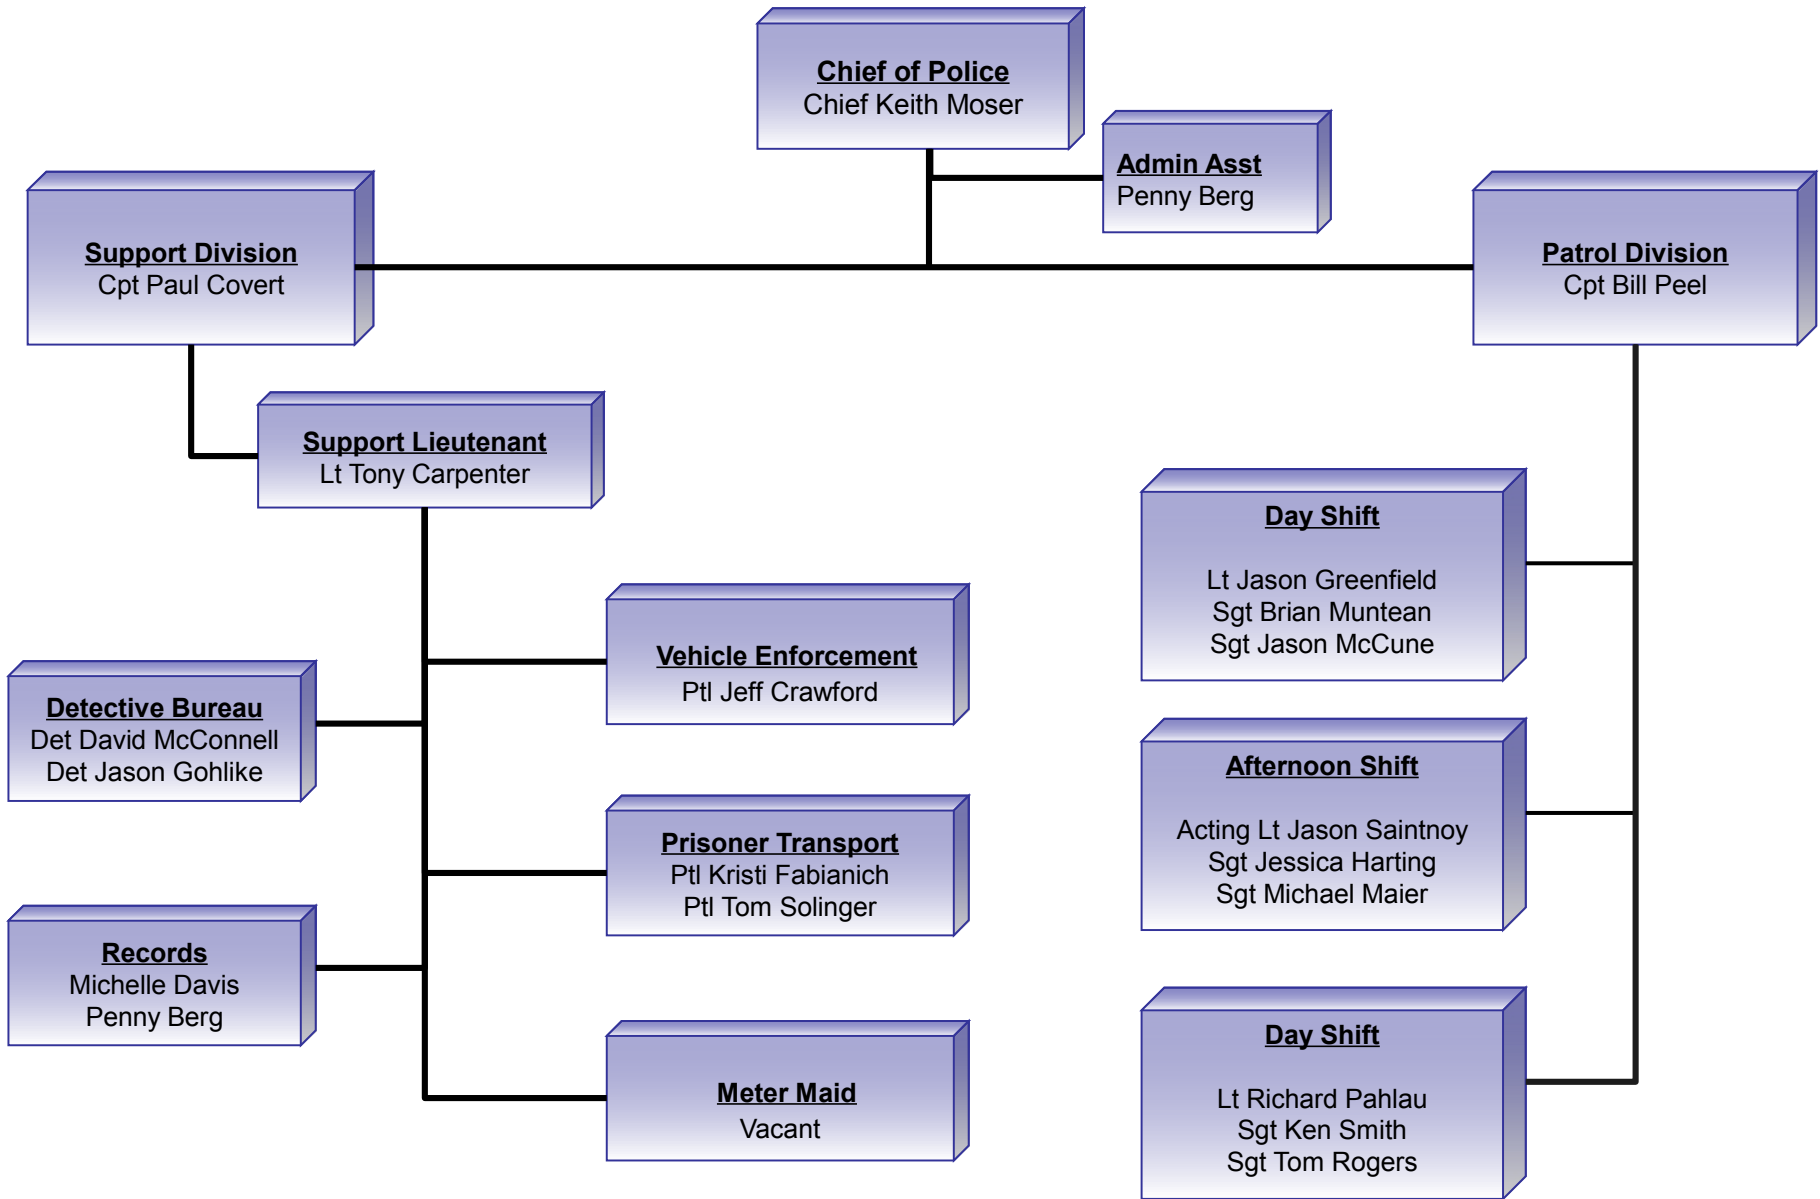 Chief of Police
Chief Keith Moser
Admin Asst
Penny Berg
Support Division
Cpt Paul Covert
Patrol Division
Cpt Bill Peel
Support Lieutenant
Lt Tony Carpenter
Detective Bureau
Det David McConnell
Det Jason Gohlike
Records
Michelle Davis
Penny Berg
Vehicle Enforcement
Ptl Jeff Crawford
Prisoner Transport
Ptl Kristi Fabianich
Ptl Tom Solinger
Meter Maid
Vacant
Day Shift
Lt Jason Greenfield
Sgt Brian Muntean
Sgt Jason McCune
Afternoon Shift
Acting Lt Jason Saintnoy
Sgt Jessica Harting
Sgt Michael Maier
Day Shift
Lt Richard Pahlau
Sgt Ken Smith
Sgt Tom Rogers